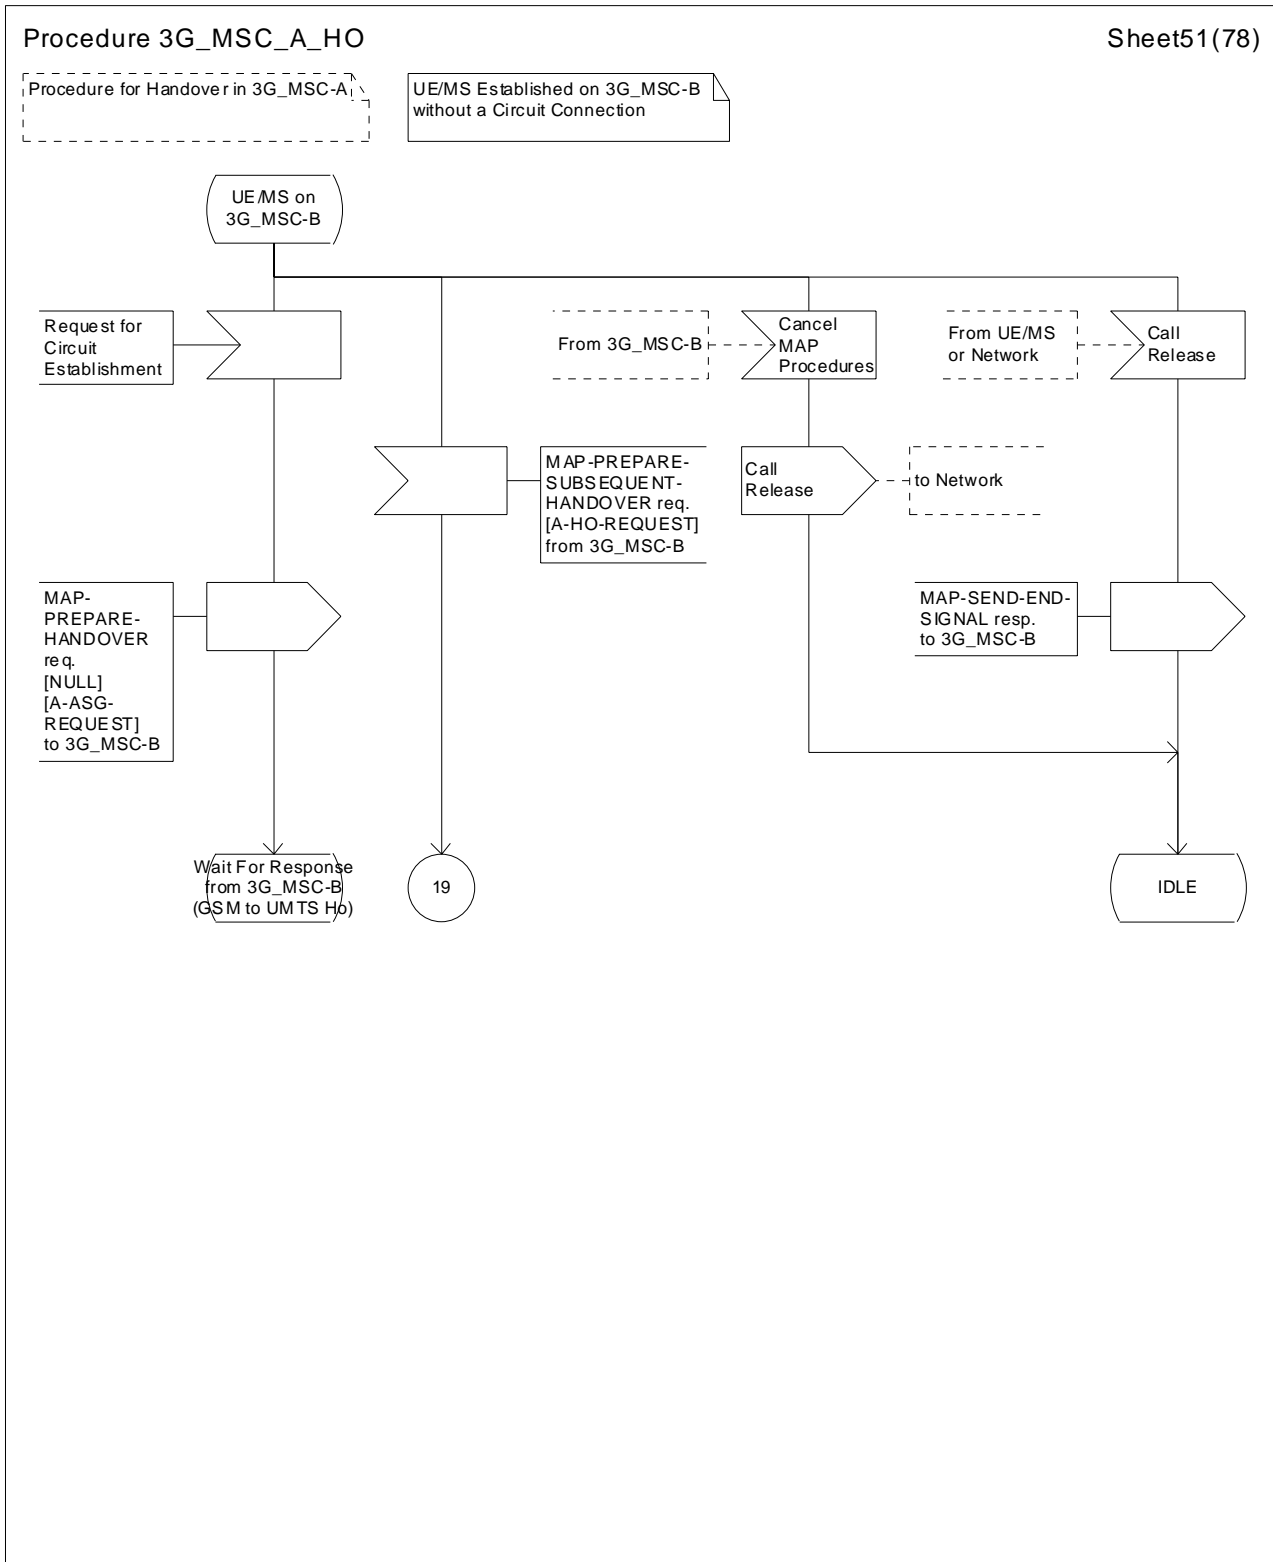 Procedure 3G_MSC_A_HO
Sheet51(78)
Procedure for Handover in 3G_MSC-A
UE/MS Established on 3G_MSC-B
without a Circuit Connection
UE/MS on
3G_MSC-B
Request for
Circuit
Establishment
From 3G_MSC-B
Cancel
MAP
Procedures
From UE/MS
or Network
Call
Release
MAP-PREPARE-
SUBSEQUENT-
HANDOVER req.
[A-HO-REQUEST]
from 3G_MSC-B
Call
Release
to Network
MAP-
PREPARE-
HANDOVER
req.
[NULL]
[A-ASG-
REQUEST]
to 3G_MSC-B
MAP-SEND-END-
SIGNAL resp.
to 3G_MSC-B
Wait For Response
from 3G_MSC-B
(GSM to UMTS Ho)
19
IDLE